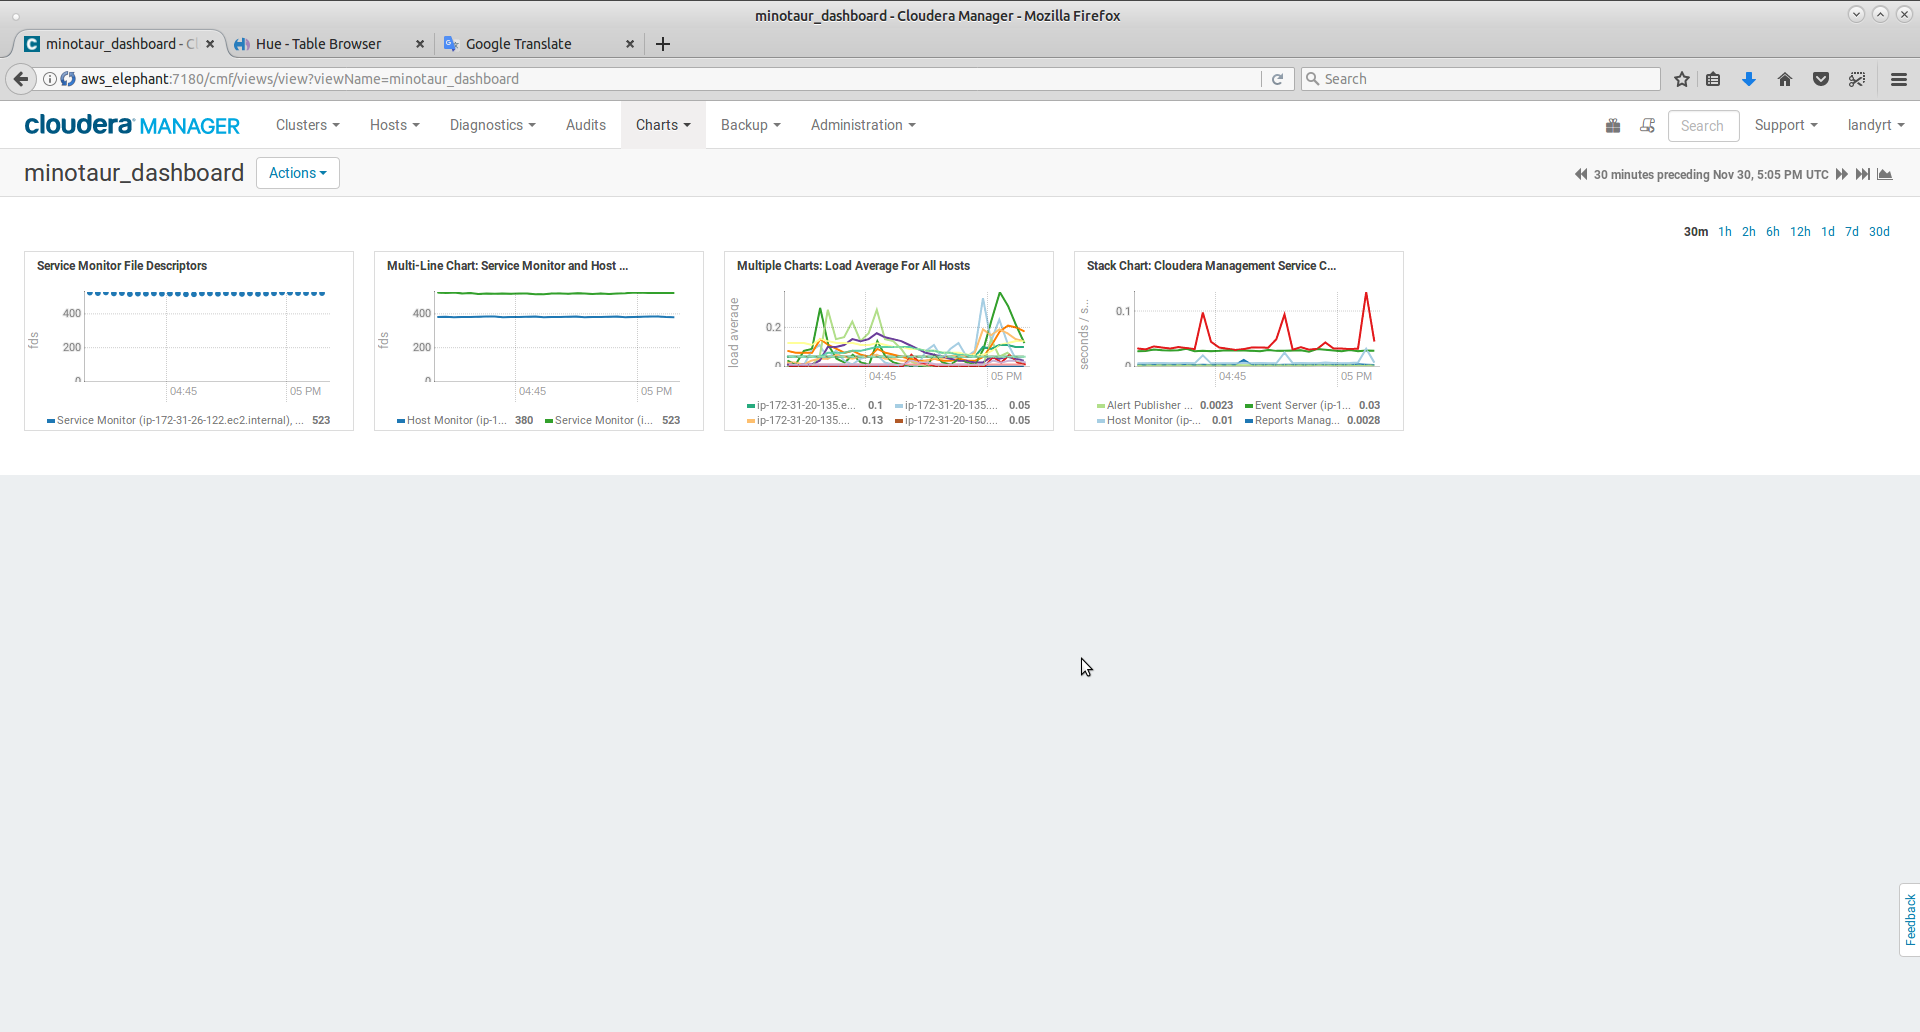 minotaur_dashboard - Cloudera Manager - Mozilla Firefox
minotaur_dashboard - Cl
Hue - Table Browser
Google Translate
aws_elephant:7180/cmf/views/view?viewName=minotaur_dashboard
Search
cloudera MANAGER Clusters Hosts Diagnostics Audits Charts Backup Administration Search Support landyrt
minotaur_dashboard Actions 30 minutes preceding Nov 30, 5:05 PM UTC
30m 1h 2h 6h 12h 1d 7d 30d
Service Monitor File Descriptors
fds
400
200
0
04:45 05 PM
Service Monitor (ip-172-31-26-122.ec2.internal), ... 523
Multi-Line Chart: Service Monitor and Host ...
fds
400
200
0
04:45 05 PM
Host Monitor (ip-1... 380 Service Monitor (i... 523
Multiple Charts: Load Average For All Hosts
load average
0.2
0
04:45 05 PM
ip-172-31-20-135.e... 0.1 ip-172-31-20-135.... 0.05
ip-172-31-20-135.... 0.13 ip-172-31-20-150.... 0.05
Stack Chart: Cloudera Management Service C...
seconds / s...
0.1
0
04:45 05 PM
Alert Publisher ... 0.0023 Event Server (ip-1... 0.03
Host Monitor (ip-... 0.01 Reports Manag... 0.0028
Feedback